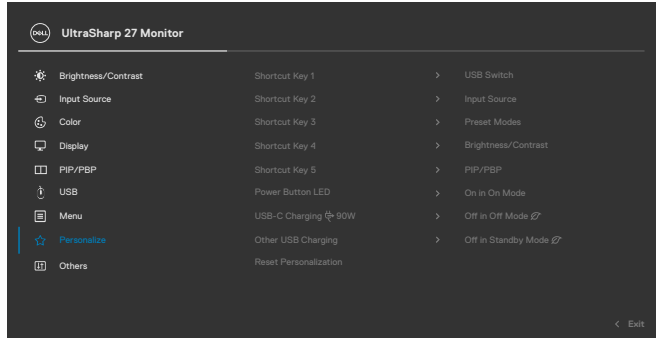 DELL UltraSharp 27 Monitor
Brightness/Contrast Shortcut Key 1 > USB Switch
Input Source Shortcut Key 2 > Input Source
Color Shortcut Key 3 > Preset Modes
Display Shortcut Key 4 > Brightness/Contrast
PIP/PBP Shortcut Key 5 > PIP/PBP
USB Power Button LED > On in On Mode
Menu USB-C Charging 90W > Off in Off Mode
Personalize Other USB Charging > Off in Standby Mode
Others Reset Personalization
< Exit